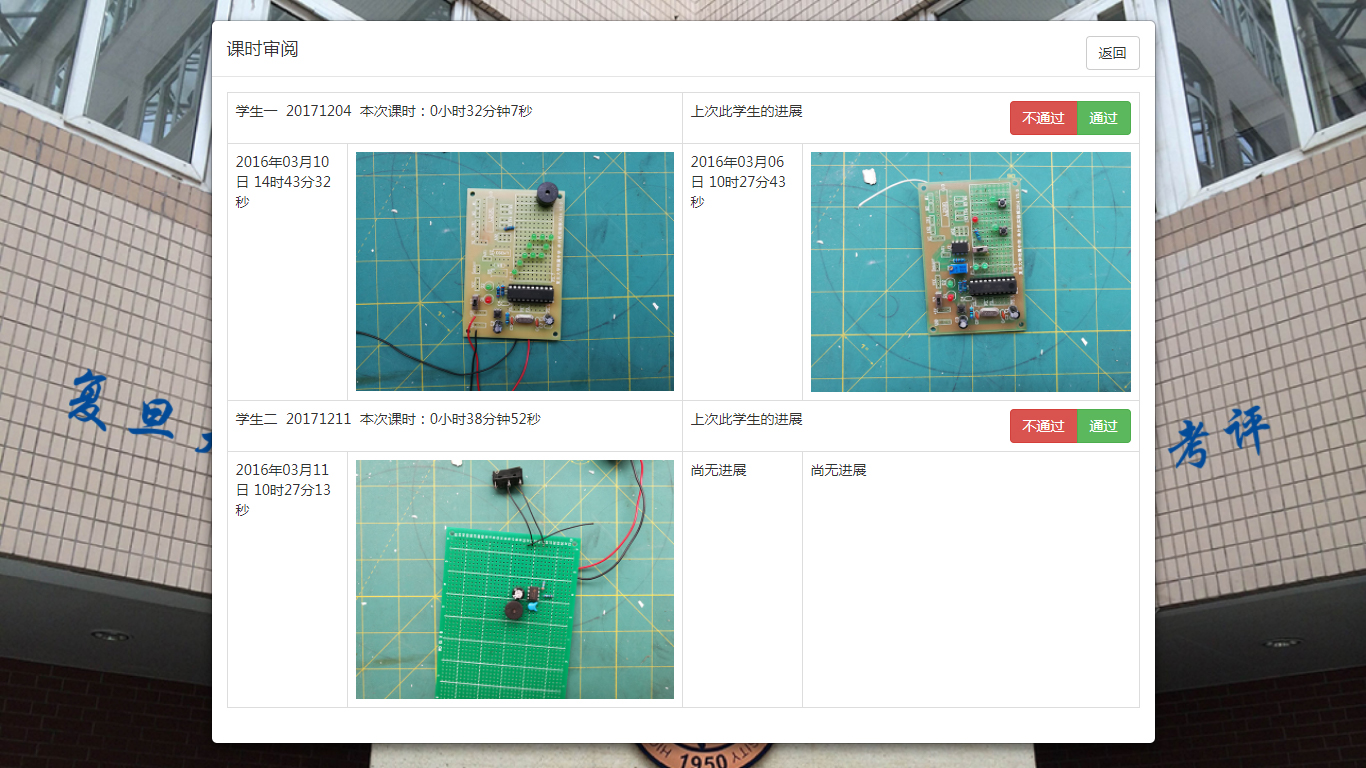 课时审阅
返回
学生一 20171204 本次课时：0小时32分钟7秒
上次此学生的进展
不通过
通过
2016年03月10
日 14时43分32
秒
2016年03月06
日 10时27分43
秒
学生二 20171211 本次课时：0小时38分钟52秒
上次此学生的进展
不通过
通过
2016年03月11
日 10时27分13
秒
尚无进展
尚无进展
复旦
考评
1950